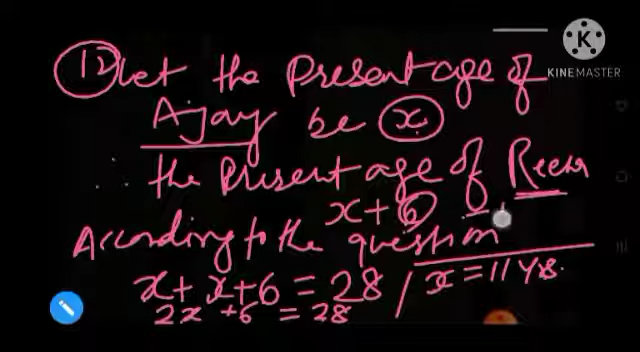 12 Let the present age of
Ajay be x
∴ the present age of Reena
x+6
According to the question
x + x+6 = 28 / x = 11 yrs.
2x +6 = 28
K
KINEMASTER